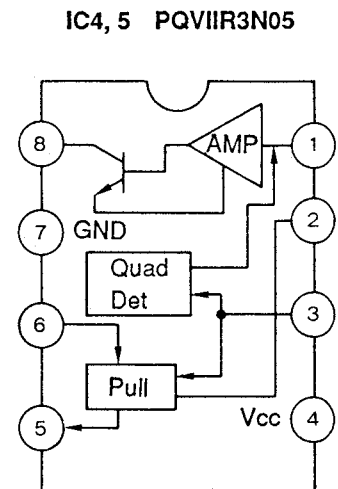 IC4, 5 PQVIIR3N05
8
AMP
1
7
GND
2
Quad
Det
3
6
Pull
5
Vcc
4